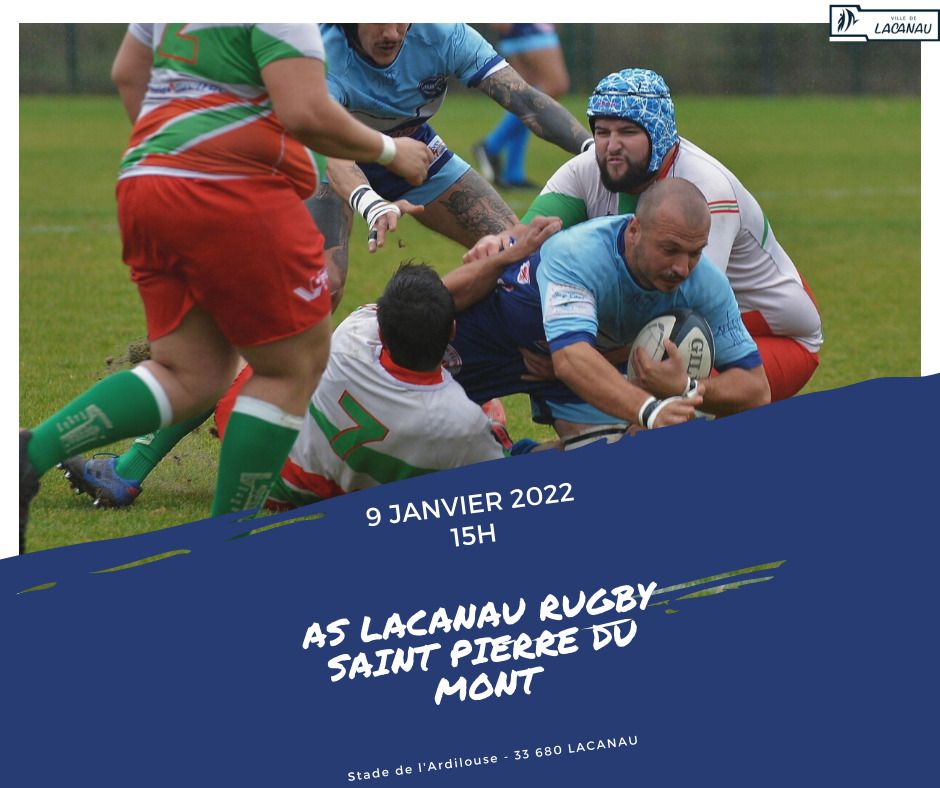 VILLE DE
LACANAU
GIL
9 JANVIER 2022
15H
AS LACANAU RUGBY
SAINT PIERRE DU
MONT
Stade de l'Ardilouse - 33 680 LACANAU